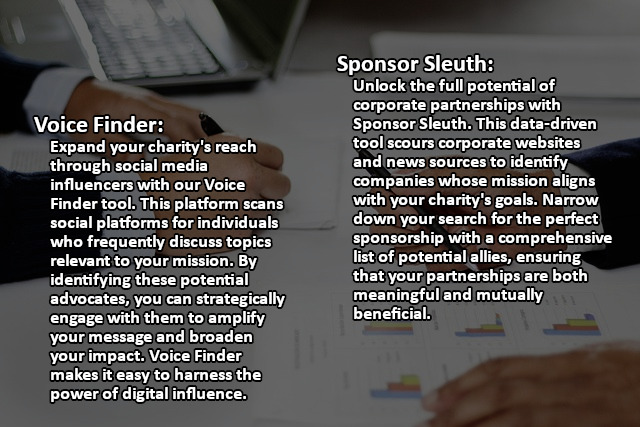 Voice Finder:
Expand your charity's reach
through social media
influencers with our Voice
Finder tool. This platform scans
social platforms for individuals
who frequently discuss topics
relevant to your mission. By
identifying these potential
advocates, you can strategically
engage with them to amplify
your message and broaden
your impact. Voice Finder
makes it easy to harness the
power of digital influence.
Sponsor Sleuth:
Unlock the full potential of
corporate partnerships with
Sponsor Sleuth. This data-driven
tool scours corporate websites
and news sources to identify
companies whose mission aligns
with your charity's goals. Narrow
down your search for the perfect
sponsorship with a comprehensive
list of potential allies, ensuring
that your partnerships are both
meaningful and mutually
beneficial.